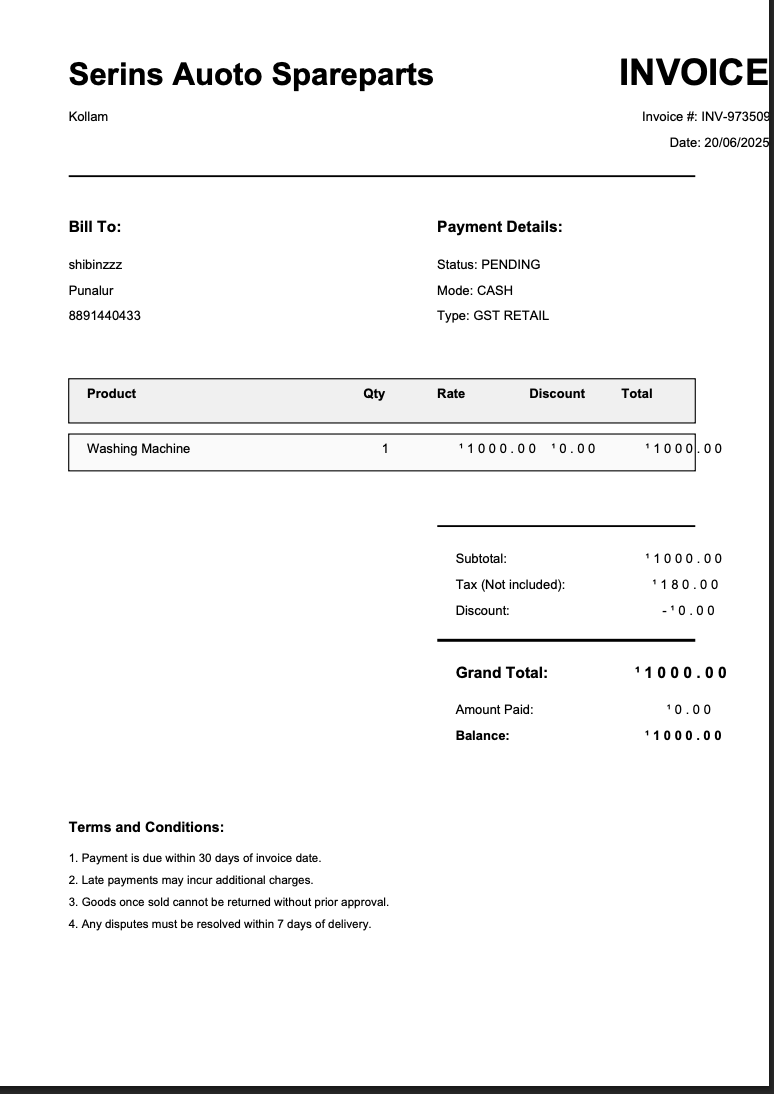 Serins Auoto Spareparts
INVOICE
Kollam
Invoice #: INV-973509
Date: 20/06/2025
Bill To:
shibinzzz
Punalur
8891440433
Payment Details:
Status: PENDING
Mode: CASH
Type: GST RETAIL
Product Qty Rate Discount Total
Washing Machine 1 ¹1000.00 ¹0.00 ¹1000.00
Subtotal: ¹1000.00
Tax (Not included): ¹180.00
Discount: -¹0.00
Grand Total: ¹1000.00
Amount Paid: ¹0.00
Balance: ¹1000.00
Terms and Conditions:
1. Payment is due within 30 days of invoice date.
2. Late payments may incur additional charges.
3. Goods once sold cannot be returned without prior approval.
4. Any disputes must be resolved within 7 days of delivery.